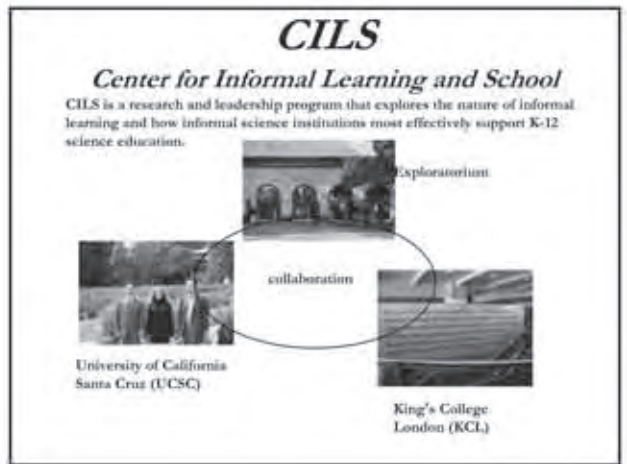 CILS
Center for Informal Learning and School
CILS is a research and leadership program that explores the nature of informal
learning and how informal science institutions most effectively support K-12
science education.
Exploratorium
collaboration
University of California
Santa Cruz (UCSC)
King's College
London (KCL)